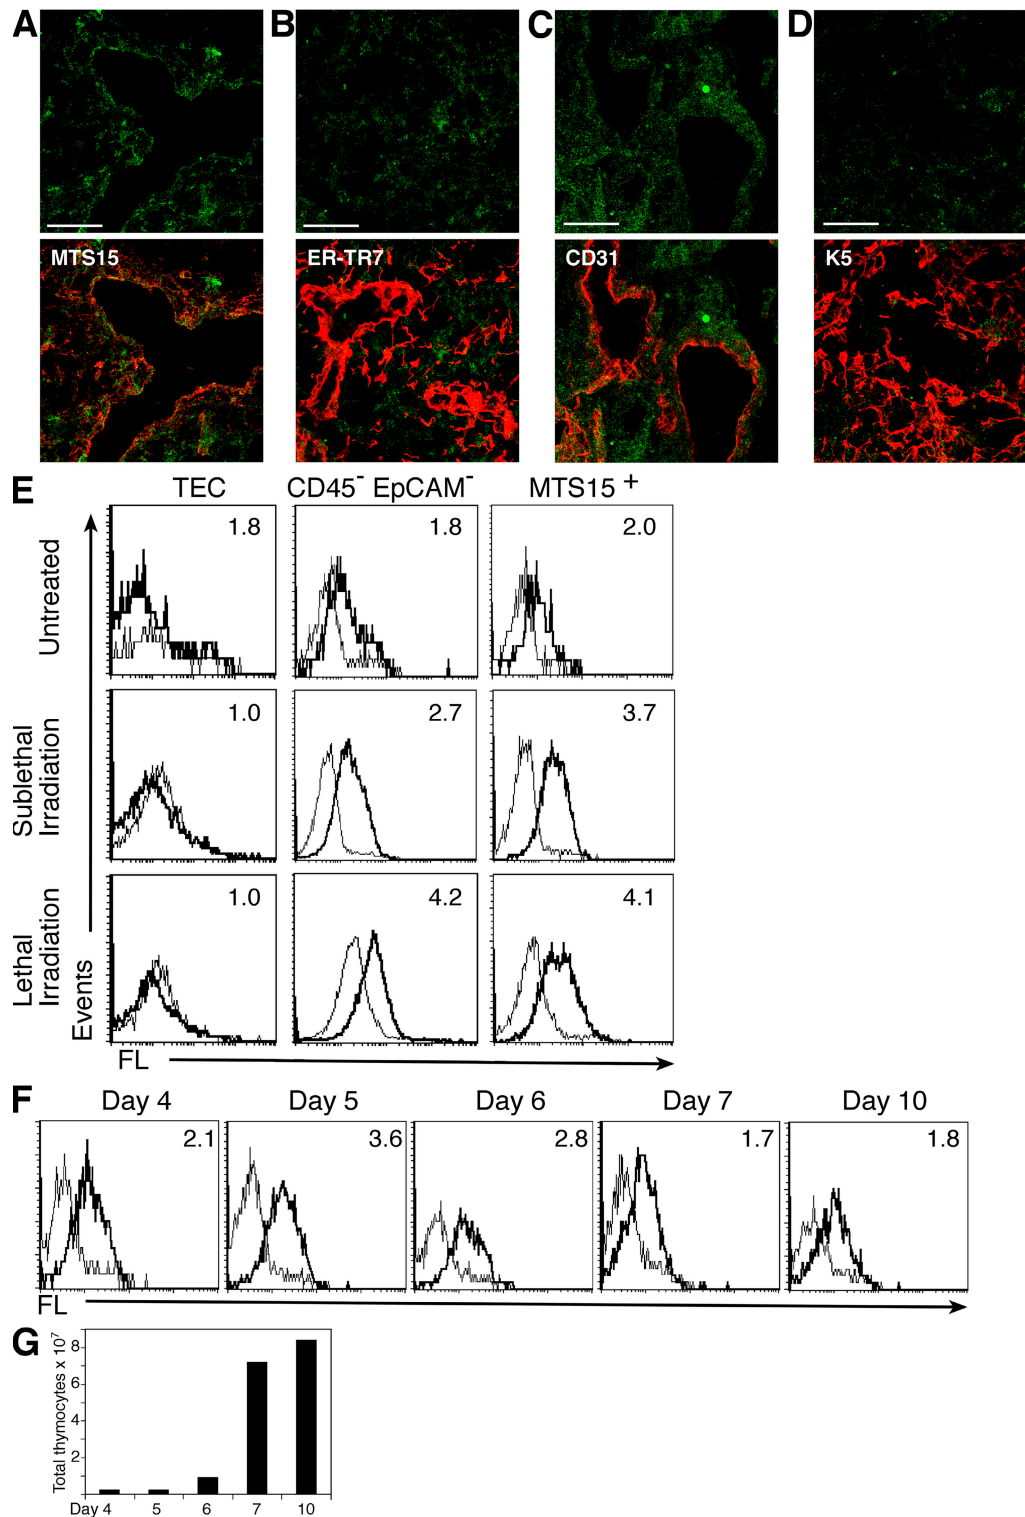 A B C D
MTS15 ER-TR7 CD31 K5
E TEC CD45⁻ EpCAM⁻ MTS15⁺
Untreated
1.8 1.8 2.0
Sublethal
Irradiation
1.0 2.7 3.7
Lethal
Irradiation
1.0 4.2 4.1
Events
FL
F Day 4 Day 5 Day 6 Day 7 Day 10
2.1 3.6 2.8 1.7 1.8
FL
G
Total thymocytes x 10⁷
8
6
4
2
Day 4 5 6 7 10